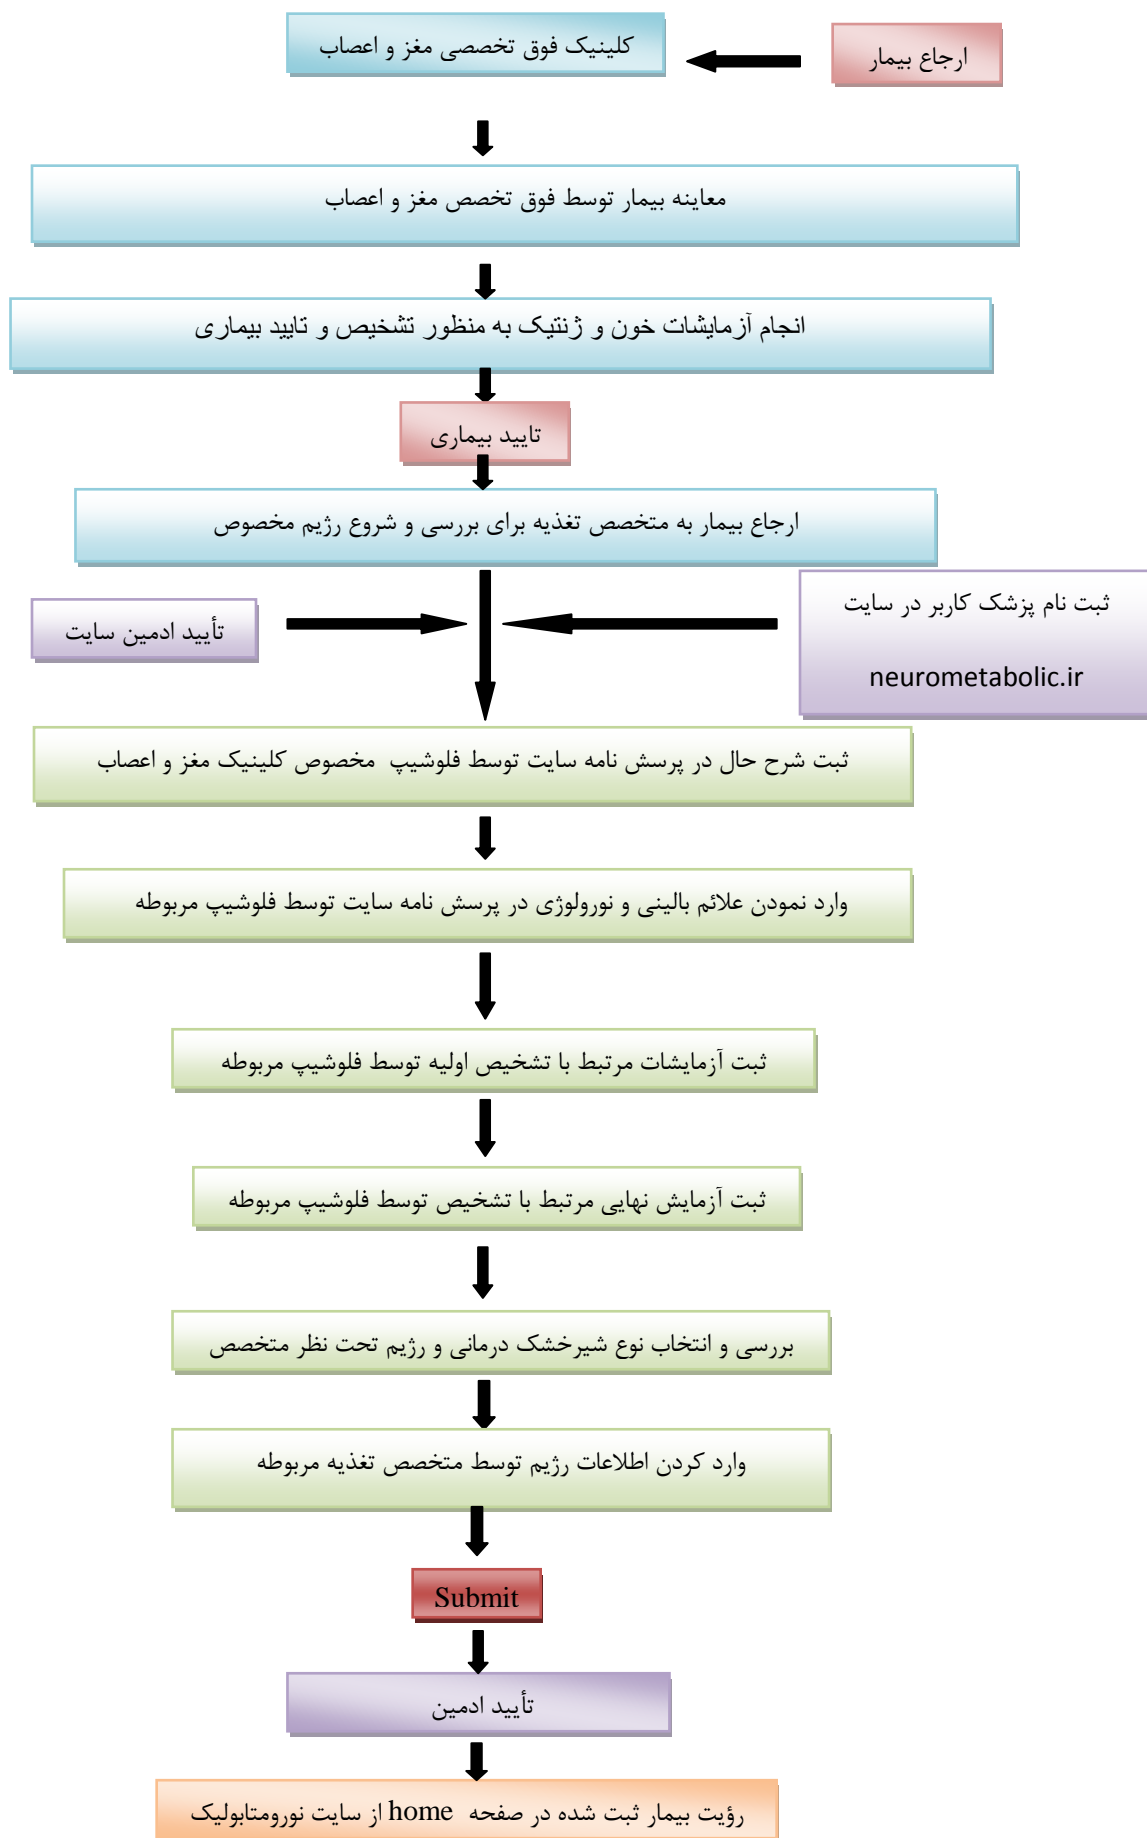 ارجاع بیمار
کلینیک فوق تخصصی مغز و اعصاب
معاینه بیمار توسط فوق تخصص مغز و اعصاب
انجام آزمایشات خون و ژنتیک به منظور تشخیص و تایید بیماری
تایید بیماری
ارجاع بیمار به متخصص تغذیه برای بررسی و شروع رژیم مخصوص
ثبت نام پزشک کاربر در سایت
neurometabolic.ir
تأیید ادمین سایت
ثبت شرح حال در پرسش نامه سایت توسط فلوشیپ مخصوص کلینیک مغز و اعصاب
وارد نمودن علائم بالینی و نورولوژی در پرسش نامه سایت توسط فلوشیپ مربوطه
ثبت آزمایشات مرتبط با تشخیص اولیه توسط فلوشیپ مربوطه
ثبت آزمایش نهایی مرتبط با تشخیص توسط فلوشیپ مربوطه
بررسی و انتخاب نوع شیرخشک درمانی و رژیم تحت نظر متخصص
وارد کردن اطلاعات رژیم توسط متخصص تغذیه مربوطه
Submit
تأیید ادمین
رؤیت بیمار ثبت شده در صفحه home از سایت نورومتابولیک